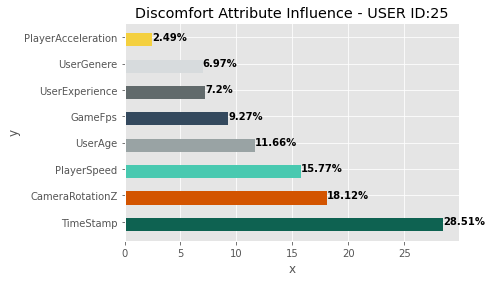 Discomfort Attribute Influence - USER ID:25
PlayerAcceleration 2.49%
UserGenere 6.97%
UserExperience 7.2%
GameFps 9.27%
UserAge 11.66%
PlayerSpeed 15.77%
CameraRotationZ 18.12%
TimeStamp 28.51%
y
0 5 10 15 20 25
x